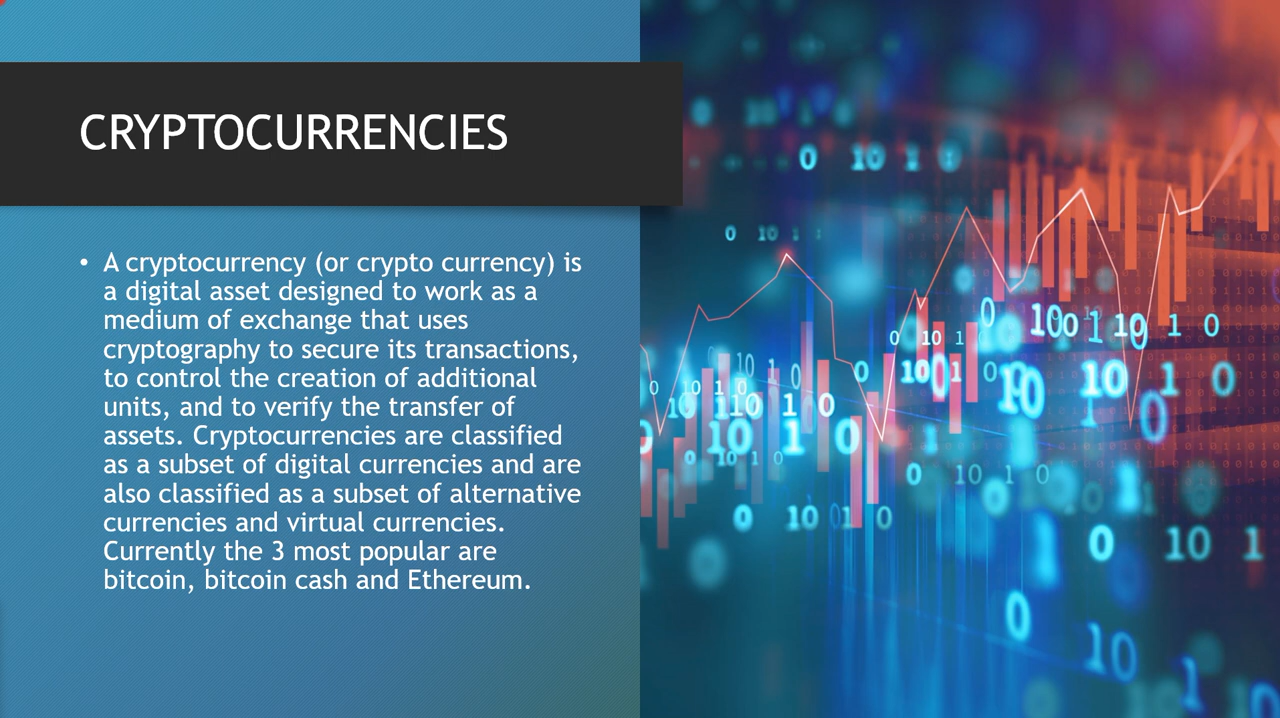 CRYPTOCURRENCIES
• A cryptocurrency (or crypto currency) is
a digital asset designed to work as a
medium of exchange that uses
cryptography to secure its transactions,
to control the creation of additional
units, and to verify the transfer of
assets. Cryptocurrencies are classified
as a subset of digital currencies and are
also classified as a subset of alternative
currencies and virtual currencies.
Currently the 3 most popular are
bitcoin, bitcoin cash and Ethereum.